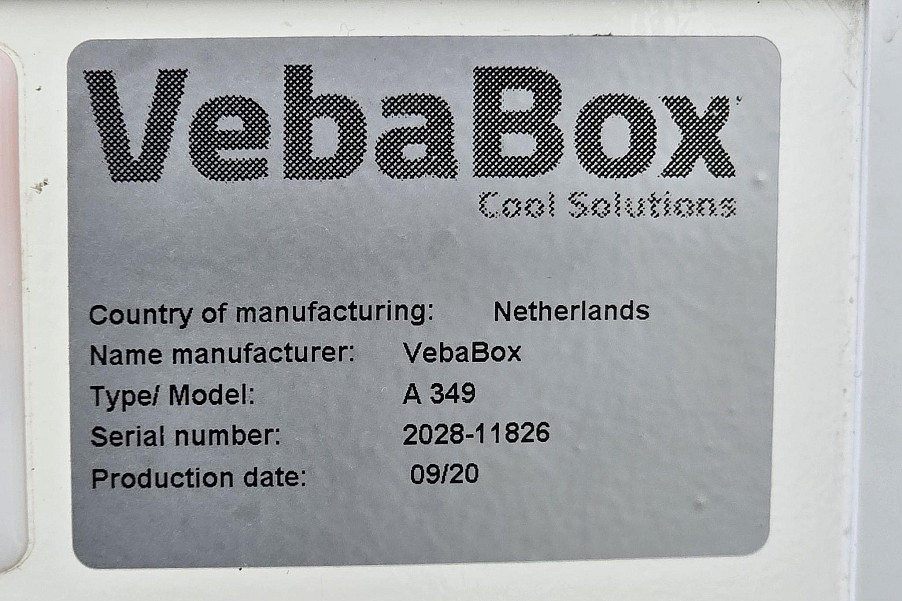 VebaBox
Cool Solutions
Country of manufacturing: Netherlands
Name manufacturer: VebaBox
Type/ Model: A 349
Serial number: 2028-11826
Production date: 09/20